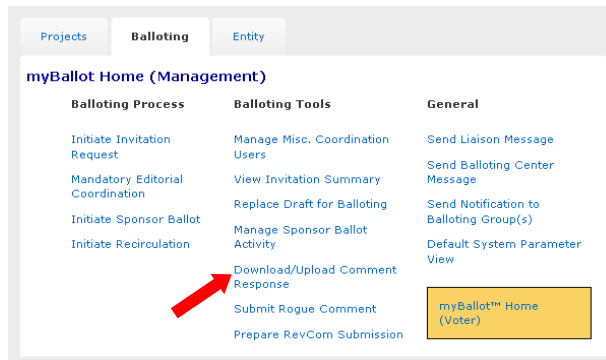 Projects
Balloting
Entity
myBallot Home (Management)
Balloting Process
Initiate Invitation
Request
Mandatory Editorial
Coordination
Initiate Sponsor Ballot
Initiate Recirculation
Balloting Tools
Manage Misc. Coordination
Users
View Invitation Summary
Replace Draft for Balloting
Manage Sponsor Ballot
Activity
Download/Upload Comment
Response
Submit Rogue Comment
Prepare RevCom Submission
General
Send Liaison Message
Send Balloting Center
Message
Send Notification to
Balloting Group(s)
Default System Parameter
View
myBallot™ Home
(Voter)